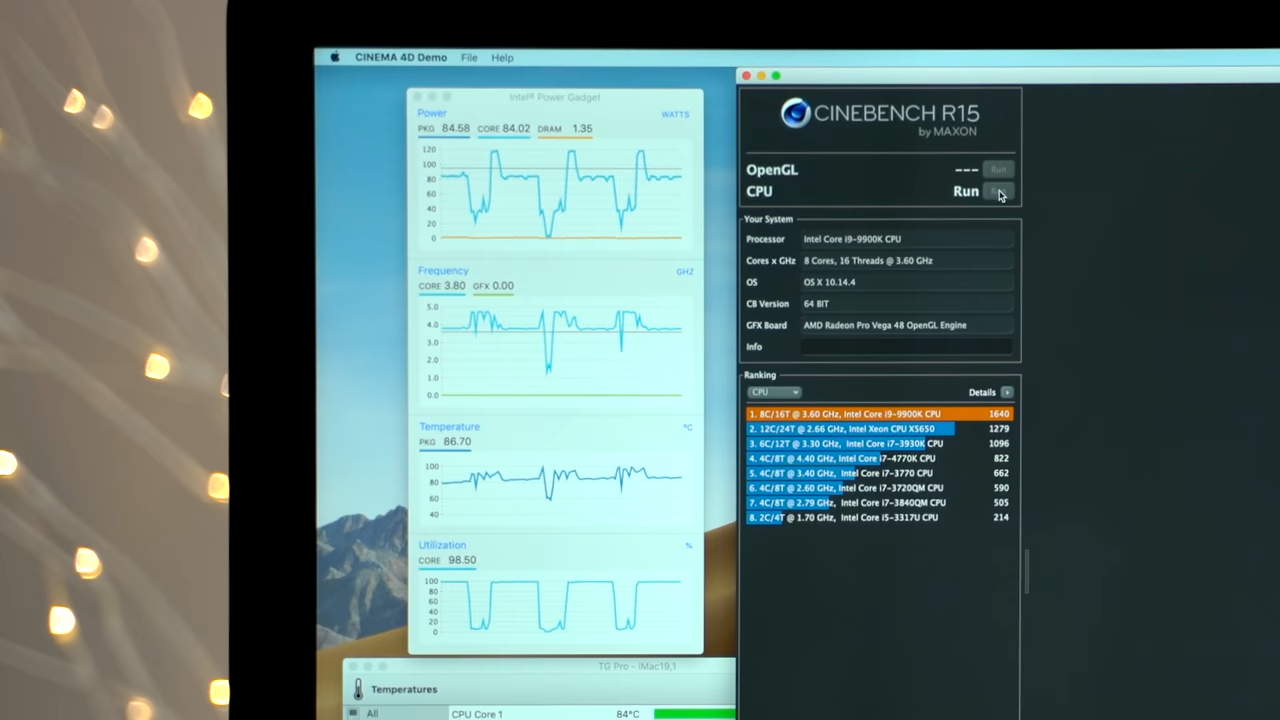 CINEMA 4D Demo File Help
Intel® Power Gadget
Power WATTS
PKG 84.58 CORE 84.02 DRAM 1.35
120
100
80
60
40
20
0
Frequency GHZ
CORE 3.80 GFX 0.00
5.0
4.0
3.0
2.0
1.0
0.0
Temperature °C
PKG 86.70
100
80
60
40
Utilization %
CORE 98.50
100
80
60
40
20
0
TG Pro - iMac19,1
Temperatures
All CPU Core 1 84°C
CINEBENCH R15
by MAXON
OpenGL --- Run
CPU Run
Your System
Processor Intel Core i9-9900K CPU
Cores x GHz 8 Cores, 16 Threads @ 3.60 GHz
OS OS X 10.14.4
CB Version 64 BIT
GFX Board AMD Radeon Pro Vega 48 OpenGL Engine
Info
Ranking
CPU Details
1. 8C/16T @ 3.60 GHz, Intel Core i9-9900K CPU 1640
2. 12C/24T @ 2.66 GHz, Intel Xeon CPU X5650 1279
3. 6C/12T @ 3.30 GHz, Intel Core i7-3930K CPU 1096
4. 4C/8T @ 4.40 GHz, Intel Core i7-4770K CPU 822
5. 4C/8T @ 3.40 GHz, Intel Core i7-3770 CPU 662
6. 4C/8T @ 2.60 GHz, Intel Core i7-3720QM CPU 590
7. 4C/8T @ 2.79 GHz, Intel Core i7-3840QM CPU 505
8. 2C/4T @ 1.70 GHz, Intel Core i5-3317U CPU 214